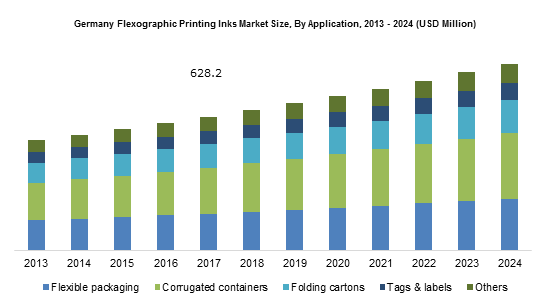 Germany Flexographic Printing Inks Market Size, By Application, 2013 - 2024 (USD Million)
628.2
2013 2014 2015 2016 2017 2018 2019 2020 2021 2022 2023 2024
Flexible packaging Corrugated containers Folding cartons Tags & labels Others